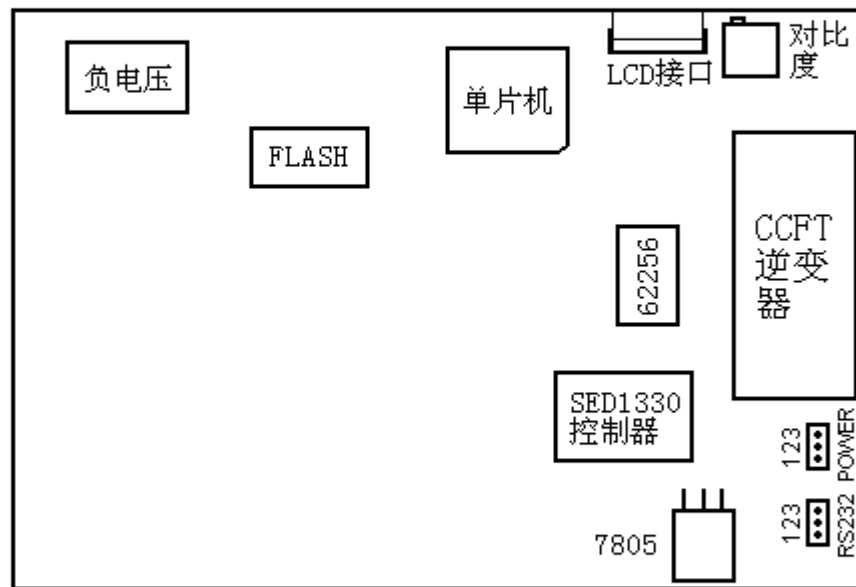 负电压
FLASH
单片机
LCD接口
对比
度
CCFT
逆变
器
62256
SED1330
控制器
123
POWER
123
RS232
7805